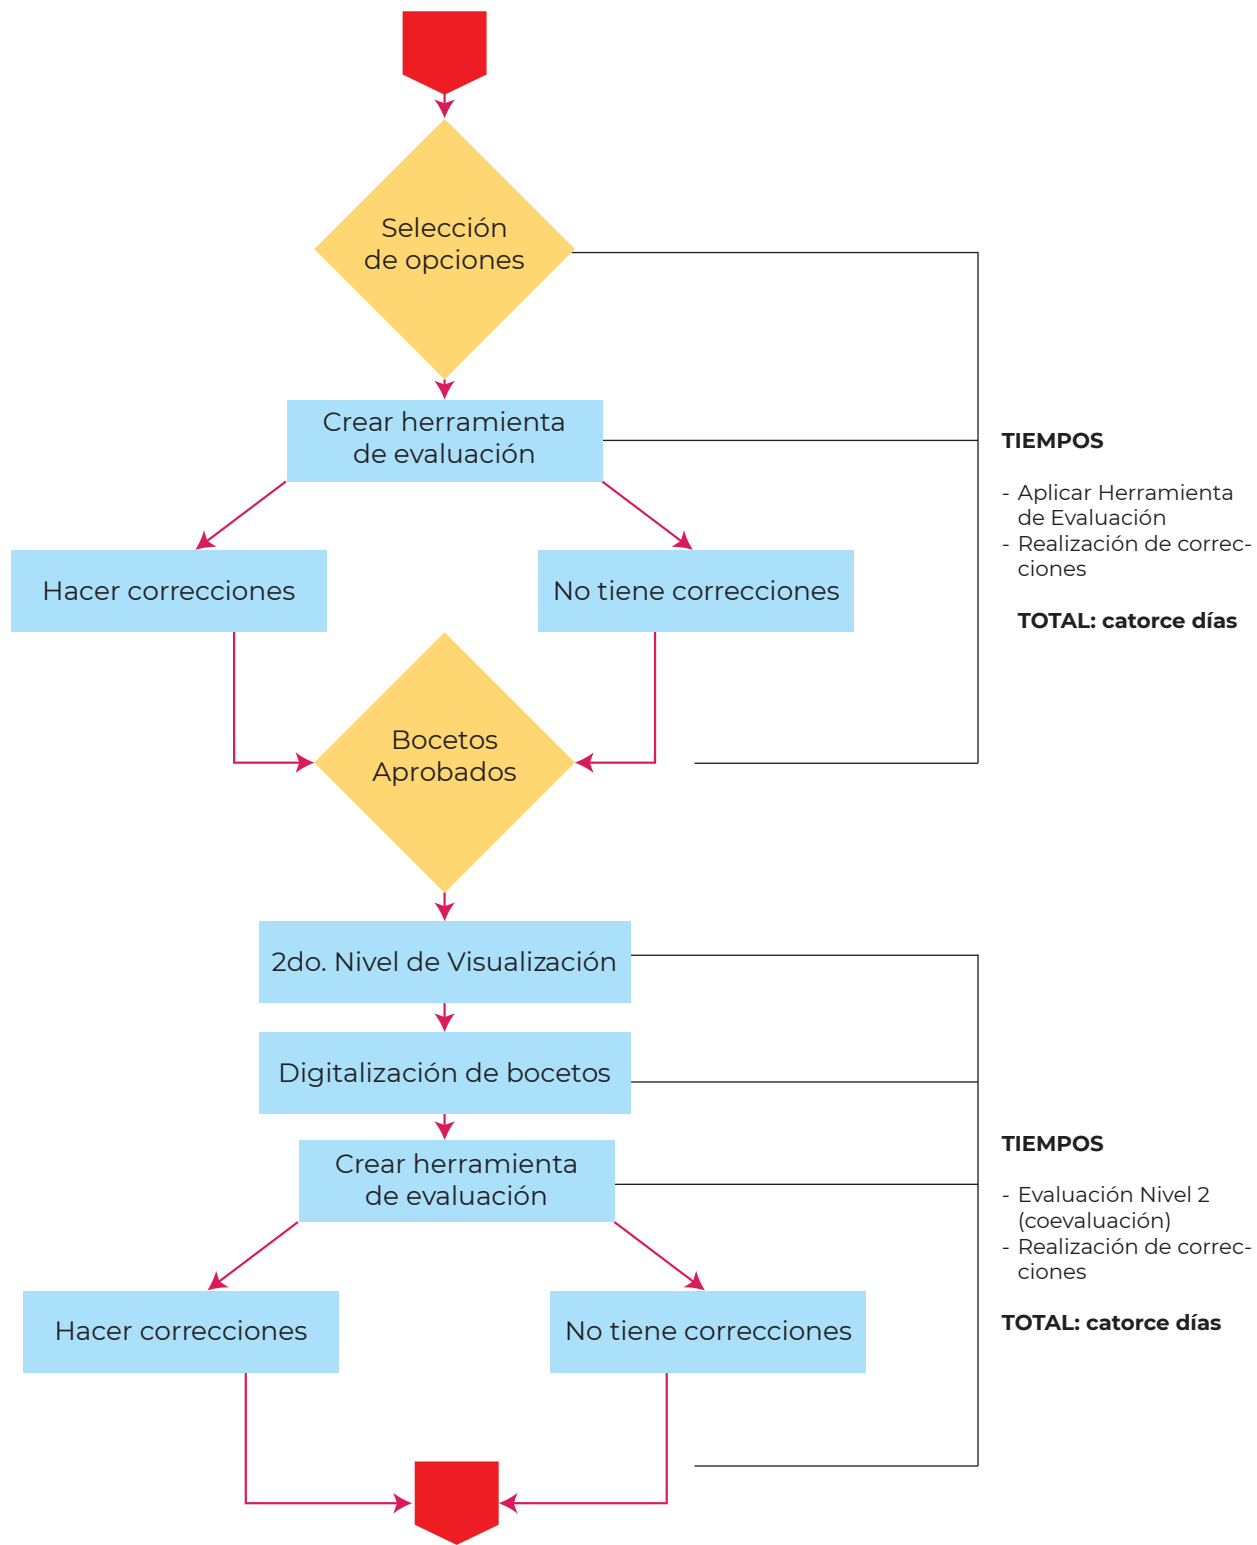 Selección
de opciones
Crear herramienta
de evaluación
Hacer correcciones
No tiene correcciones
TIEMPOS
- Aplicar Herramienta
de Evaluación
- Realización de correc-
ciones
TOTAL: catorce días
Bocetos
Aprobados
2do. Nivel de Visualización
Digitalización de bocetos
Crear herramienta
de evaluación
Hacer correcciones
No tiene correcciones
TIEMPOS
- Evaluación Nivel 2
(coevaluación)
- Realización de correc-
ciones
TOTAL: catorce días